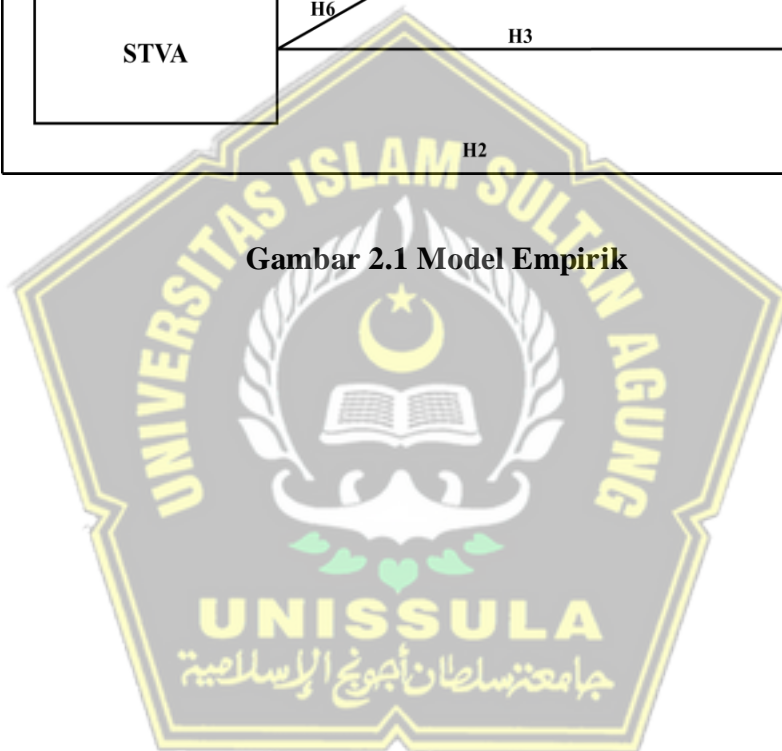 H6
STVA
H3
H2
UNIVERSITAS ISLAM SULTAN AGUNG
Gambar 2.1 Model Empirik
UNISSULA
جامعة سلطان أجونج الإسلامية